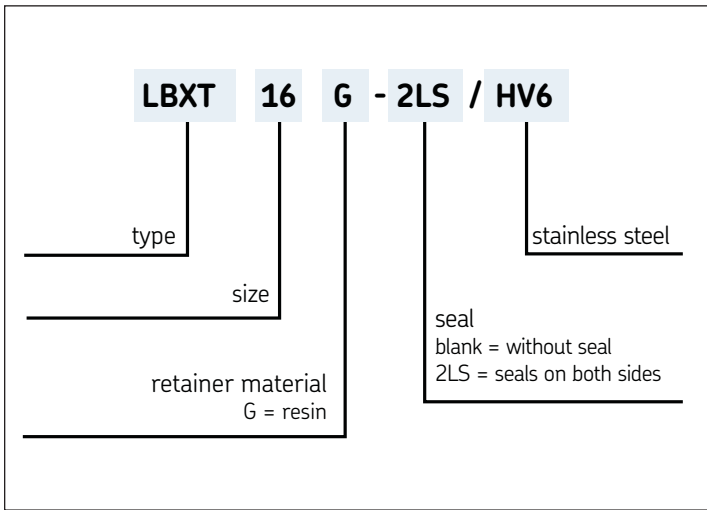 LBXT 16 G - 2LS / HV6
type
stainless steel
size
seal
blank = without seal
2LS = seals on both sides
retainer material
G = resin